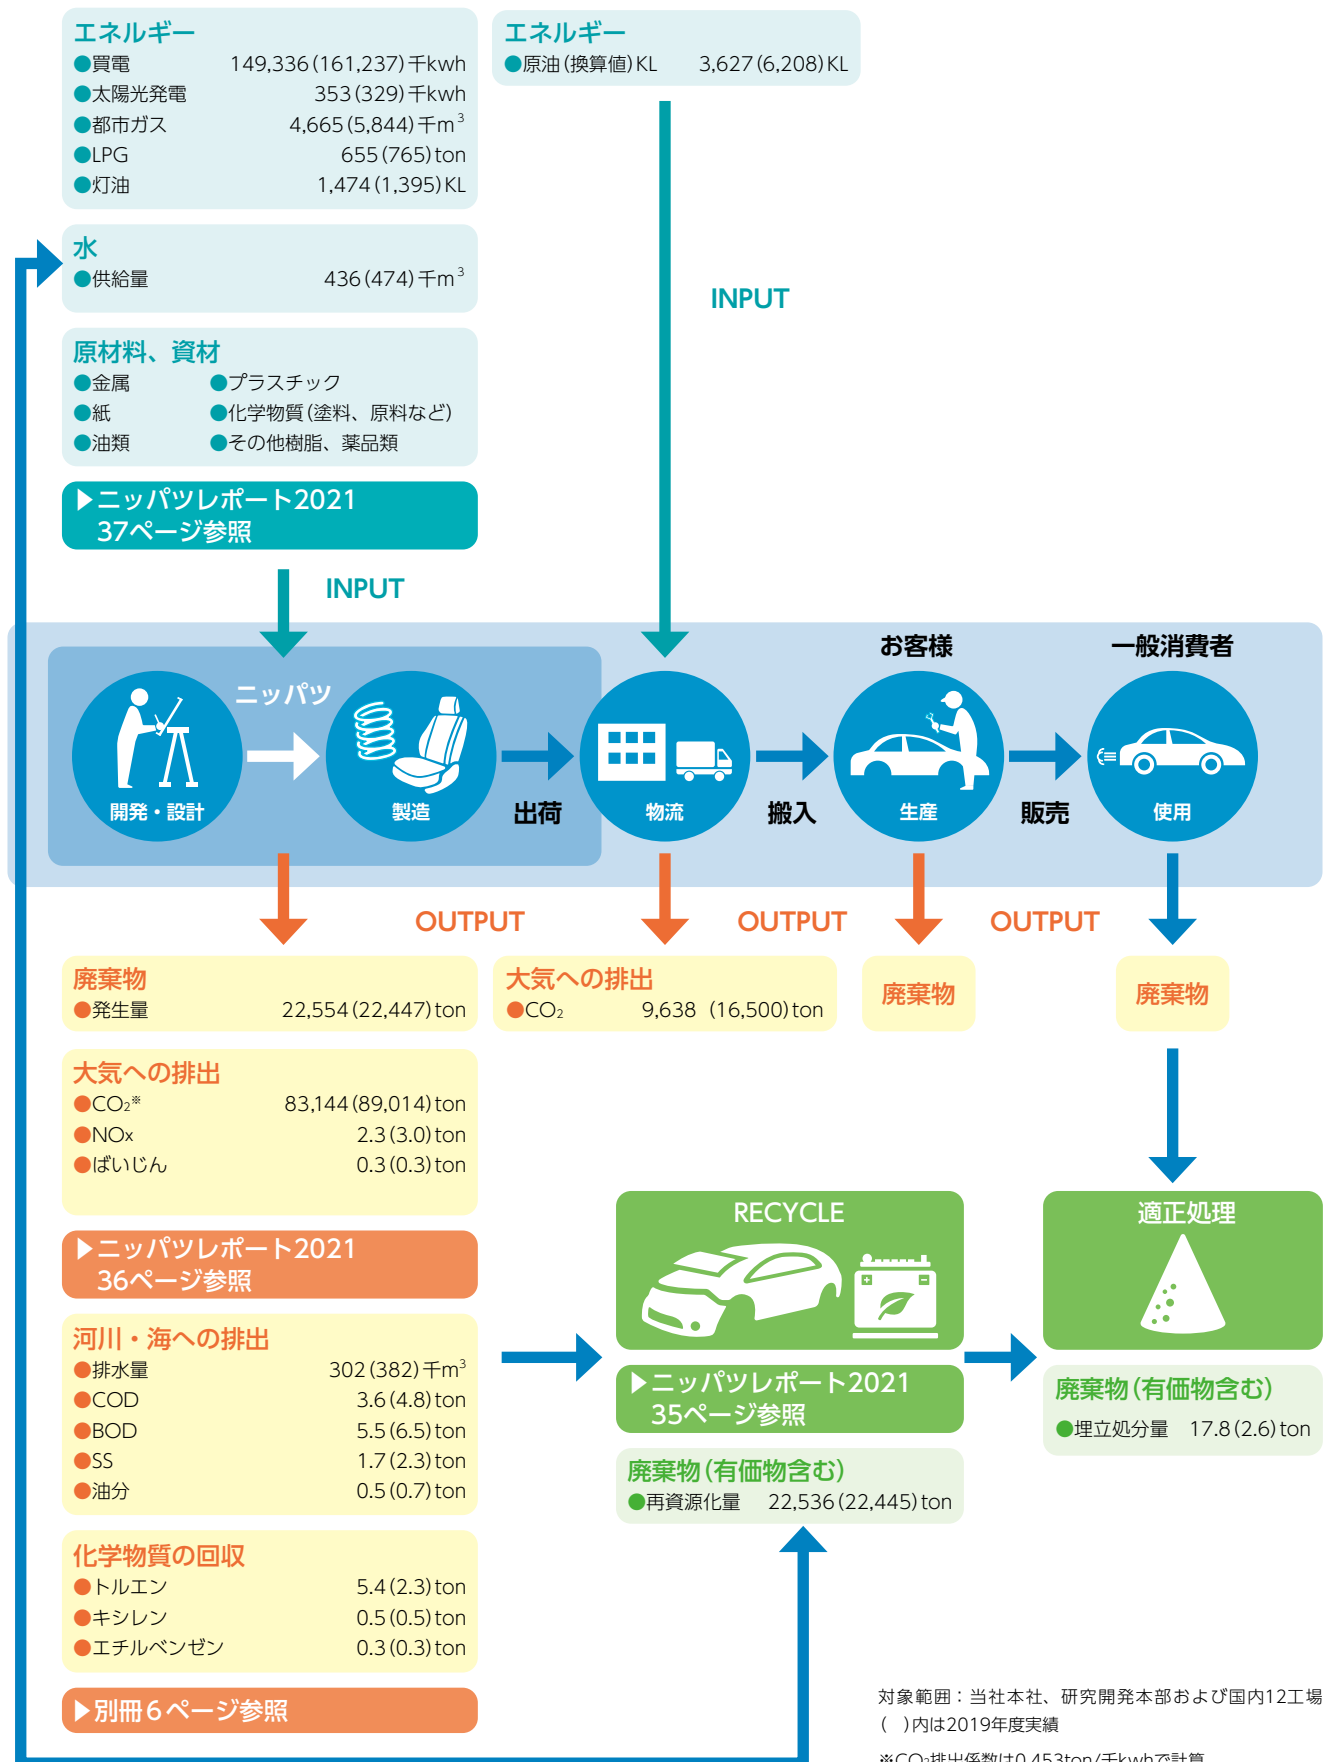 エネルギー
●買電 149,336(161,237)千kwh
●太陽光発電 353(329)千kwh
●都市ガス 4,665(5,844)千m³
●LPG 655(765)ton
●灯油 1,474(1,395)KL
エネルギー
●原油(換算値)KL 3,627(6,208)KL
水
●供給量 436(474)千m³
INPUT
原材料、資材
●金属 ●プラスチック
●紙 ●化学物質(塗料、原料など)
●油類 ●その他樹脂、薬品類
▶ニッパツレポート2021
37ページ参照
INPUT
お客様
一般消費者
ニッパツ
開発・設計
製造
出荷
物流
搬入
生産
販売
使用
OUTPUT
OUTPUT
OUTPUT
廃棄物
●発生量 22,554(22,447)ton
大気への排出
●CO₂ 9,638 (16,500)ton
廃棄物
廃棄物
大気への排出
●CO₂※ 83,144(89,014)ton
●NOx 2.3(3.0)ton
●ばいじん 0.3(0.3)ton
▶ニッパツレポート2021
36ページ参照
河川・海への排出
●排水量 302(382)千m³
●COD 3.6(4.8)ton
●BOD 5.5(6.5)ton
●SS 1.7(2.3)ton
●油分 0.5(0.7)ton
化学物質の回収
●トルエン 5.4(2.3)ton
●キシレン 0.5(0.5)ton
●エチルベンゼン 0.3(0.3)ton
▶別冊6ページ参照
RECYCLE
▶ニッパツレポート2021
35ページ参照
廃棄物(有価物含む)
●再資源化量 22,536(22,445)ton
適正処理
廃棄物(有価物含む)
●埋立処分量 17.8(2.6)ton
対象範囲：当社本社、研究開発本部および国内12工場
( )内は2019年度実績
※CO₂排出係数は0.453ton/千kwhで計算